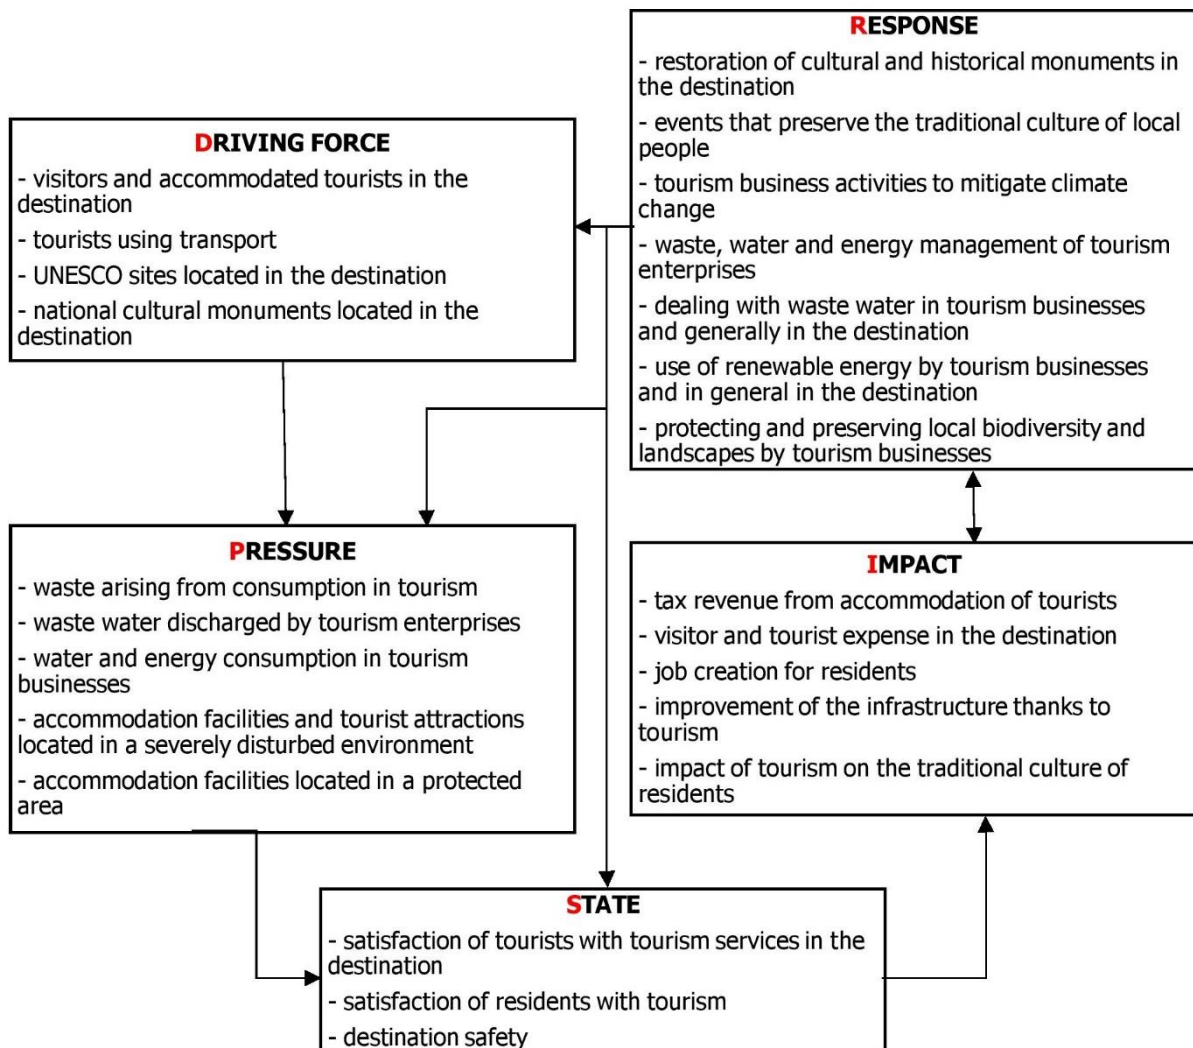 RESPONSE
- restoration of cultural and historical monuments in
the destination
- events that preserve the traditional culture of local
people
- tourism business activities to mitigate climate
change
- waste, water and energy management of tourism
enterprises
- dealing with waste water in tourism businesses
and generally in the destination
- use of renewable energy by tourism businesses
and in general in the destination
- protecting and preserving local biodiversity and
landscapes by tourism businesses
DRIVING FORCE
- visitors and accommodated tourists in the
destination
- tourists using transport
- UNESCO sites located in the destination
- national cultural monuments located in the
destination
PRESSURE
- waste arising from consumption in tourism
- waste water discharged by tourism enterprises
- water and energy consumption in tourism
businesses
- accommodation facilities and tourist attractions
located in a severely disturbed environment
- accommodation facilities located in a protected
area
IMPACT
- tax revenue from accommodation of tourists
- visitor and tourist expense in the destination
- job creation for residents
- improvement of the infrastructure thanks to
tourism
- impact of tourism on the traditional culture of
residents
STATE
- satisfaction of tourists with tourism services in the
destination
- satisfaction of residents with tourism
- destination safety